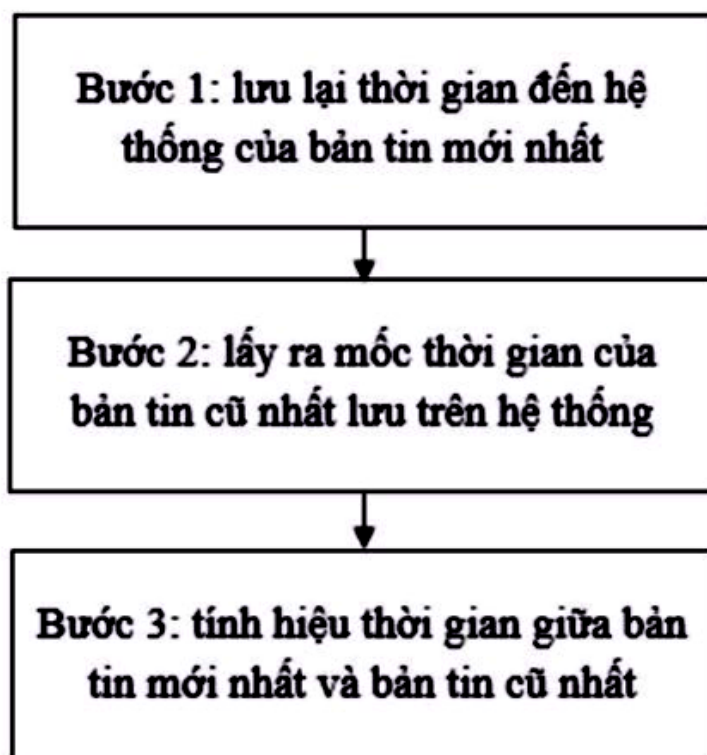 Bước 1: lưu lại thời gian đến hệ
thống của bản tin mới nhất
Bước 2: lấy ra mốc thời gian của
bản tin cũ nhất lưu trên hệ thống
Bước 3: tính hiệu thời gian giữa bản
tin mới nhất và bản tin cũ nhất